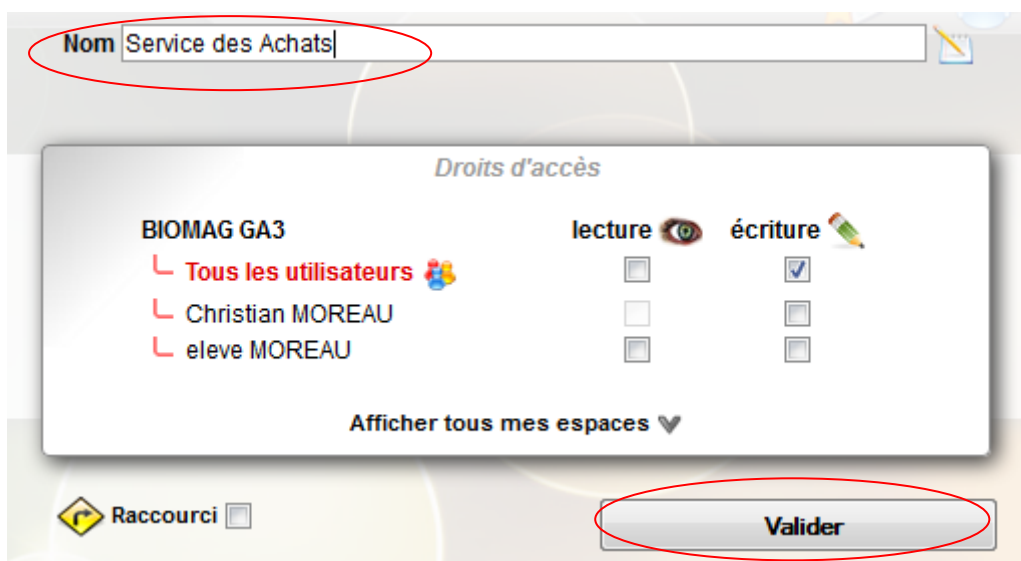 Nom Service des Achats
Droits d'accès
BIOMAG GA3 lecture écriture
Tous les utilisateurs
Christian MOREAU
eleve MOREAU
Afficher tous mes espaces
Raccourci Valider